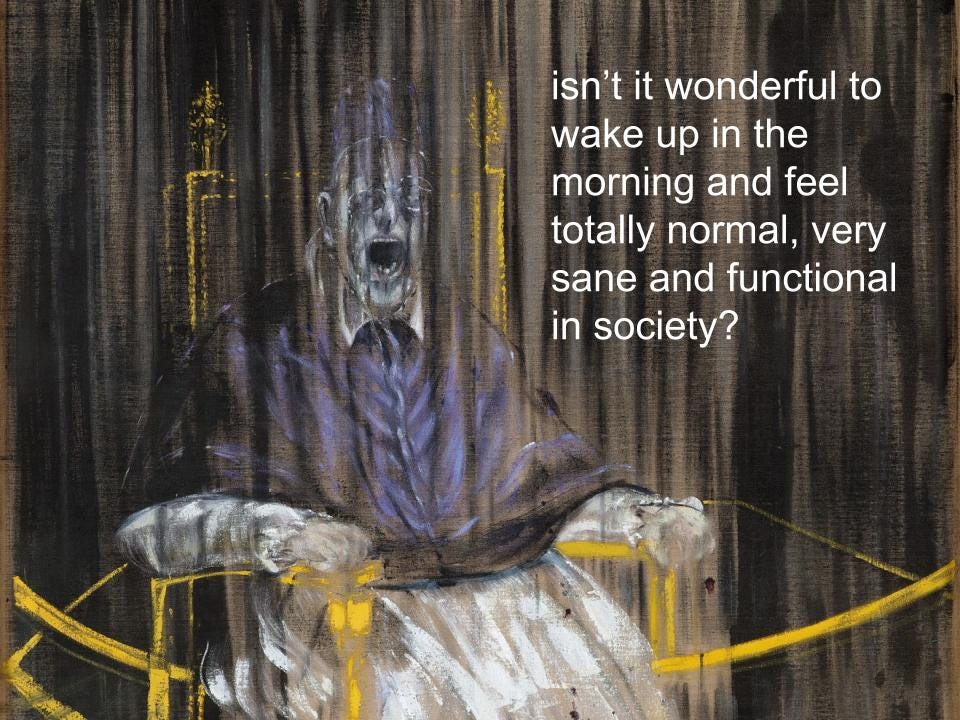 isn’t it wonderful to
wake up in the
morning and feel
totally normal, very
sane and functional
in society?